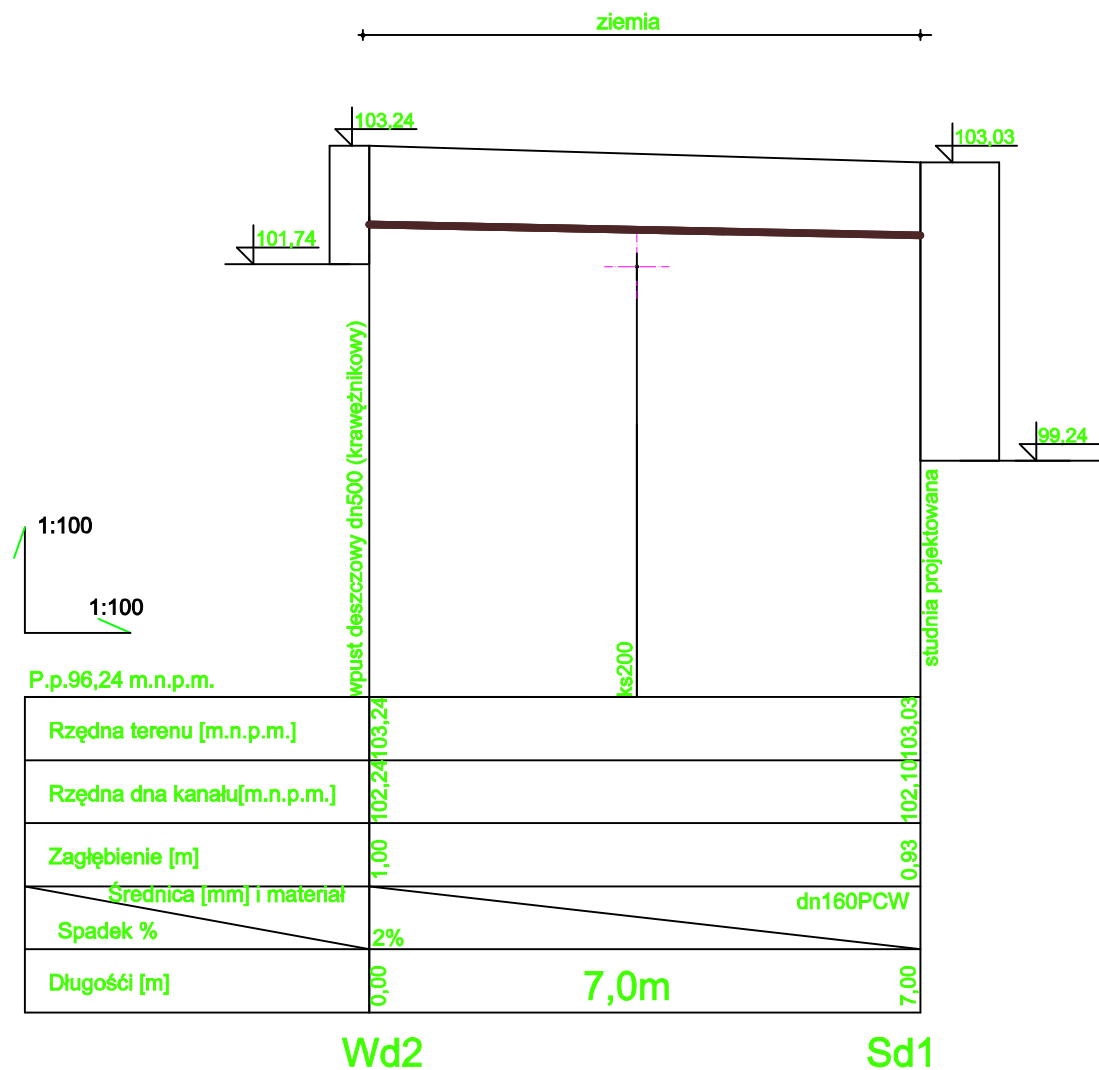 ziemia
103,24
103,03
101,74
99,24
wpust deszczowy dn500 (krawężnikowy)
studnia projektowana
ks200
1:100
1:100
P.p.96,24 m.n.p.m.
Rzędna terenu [m.n.p.m.]
103,24
103,03
Rzędna dna kanału[m.n.p.m.]
102,24
102,10
Zagłębienie [m]
1,00
0,93
Średnica [mm] i materiał
dn160PCW
Spadek %
2%
Długośći [m]
0,00
7,0m
7,00
Wd2
Sd1